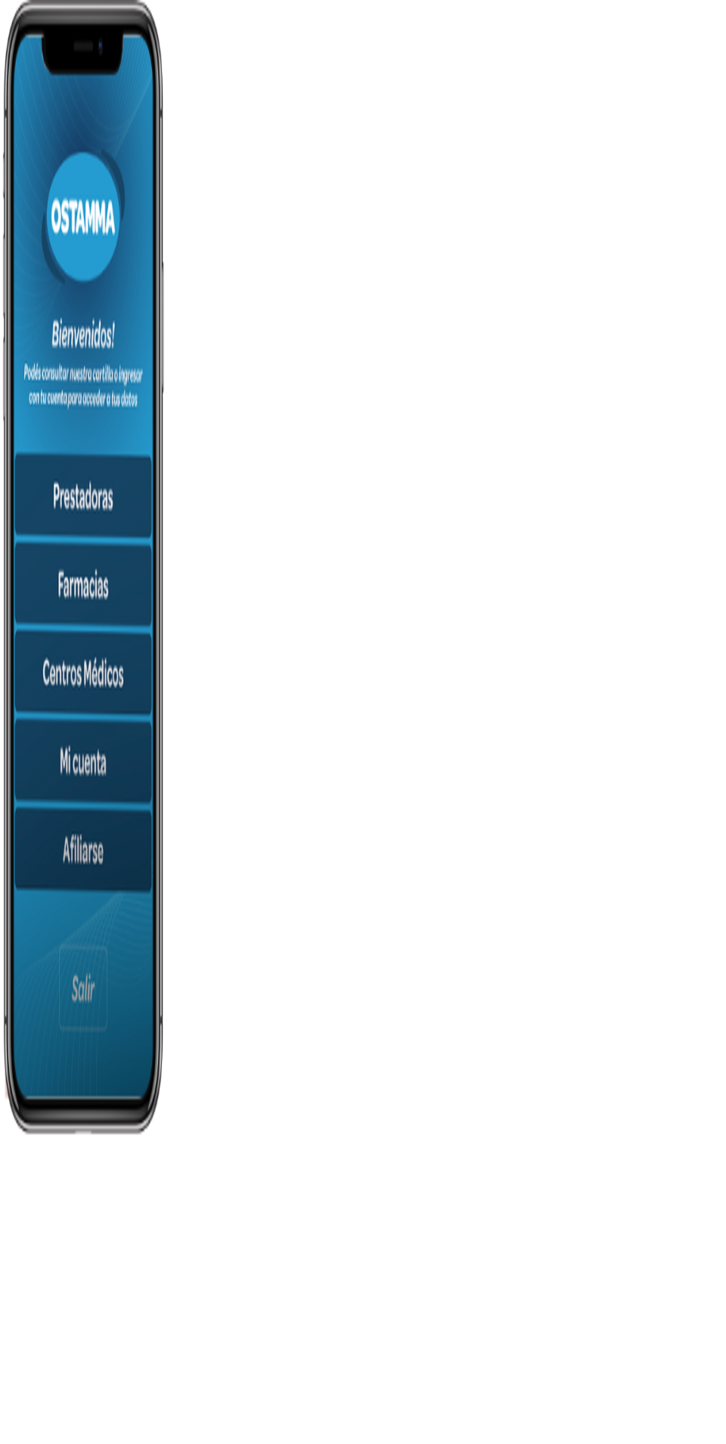 OSTAMMA
Bienvenidos!
Podés consultar nuestra cartilla o ingresar
con tu cuenta para acceder a tus datos
Prestadoras
Farmacias
Centros Médicos
Mi cuenta
Afiliarse
Salir